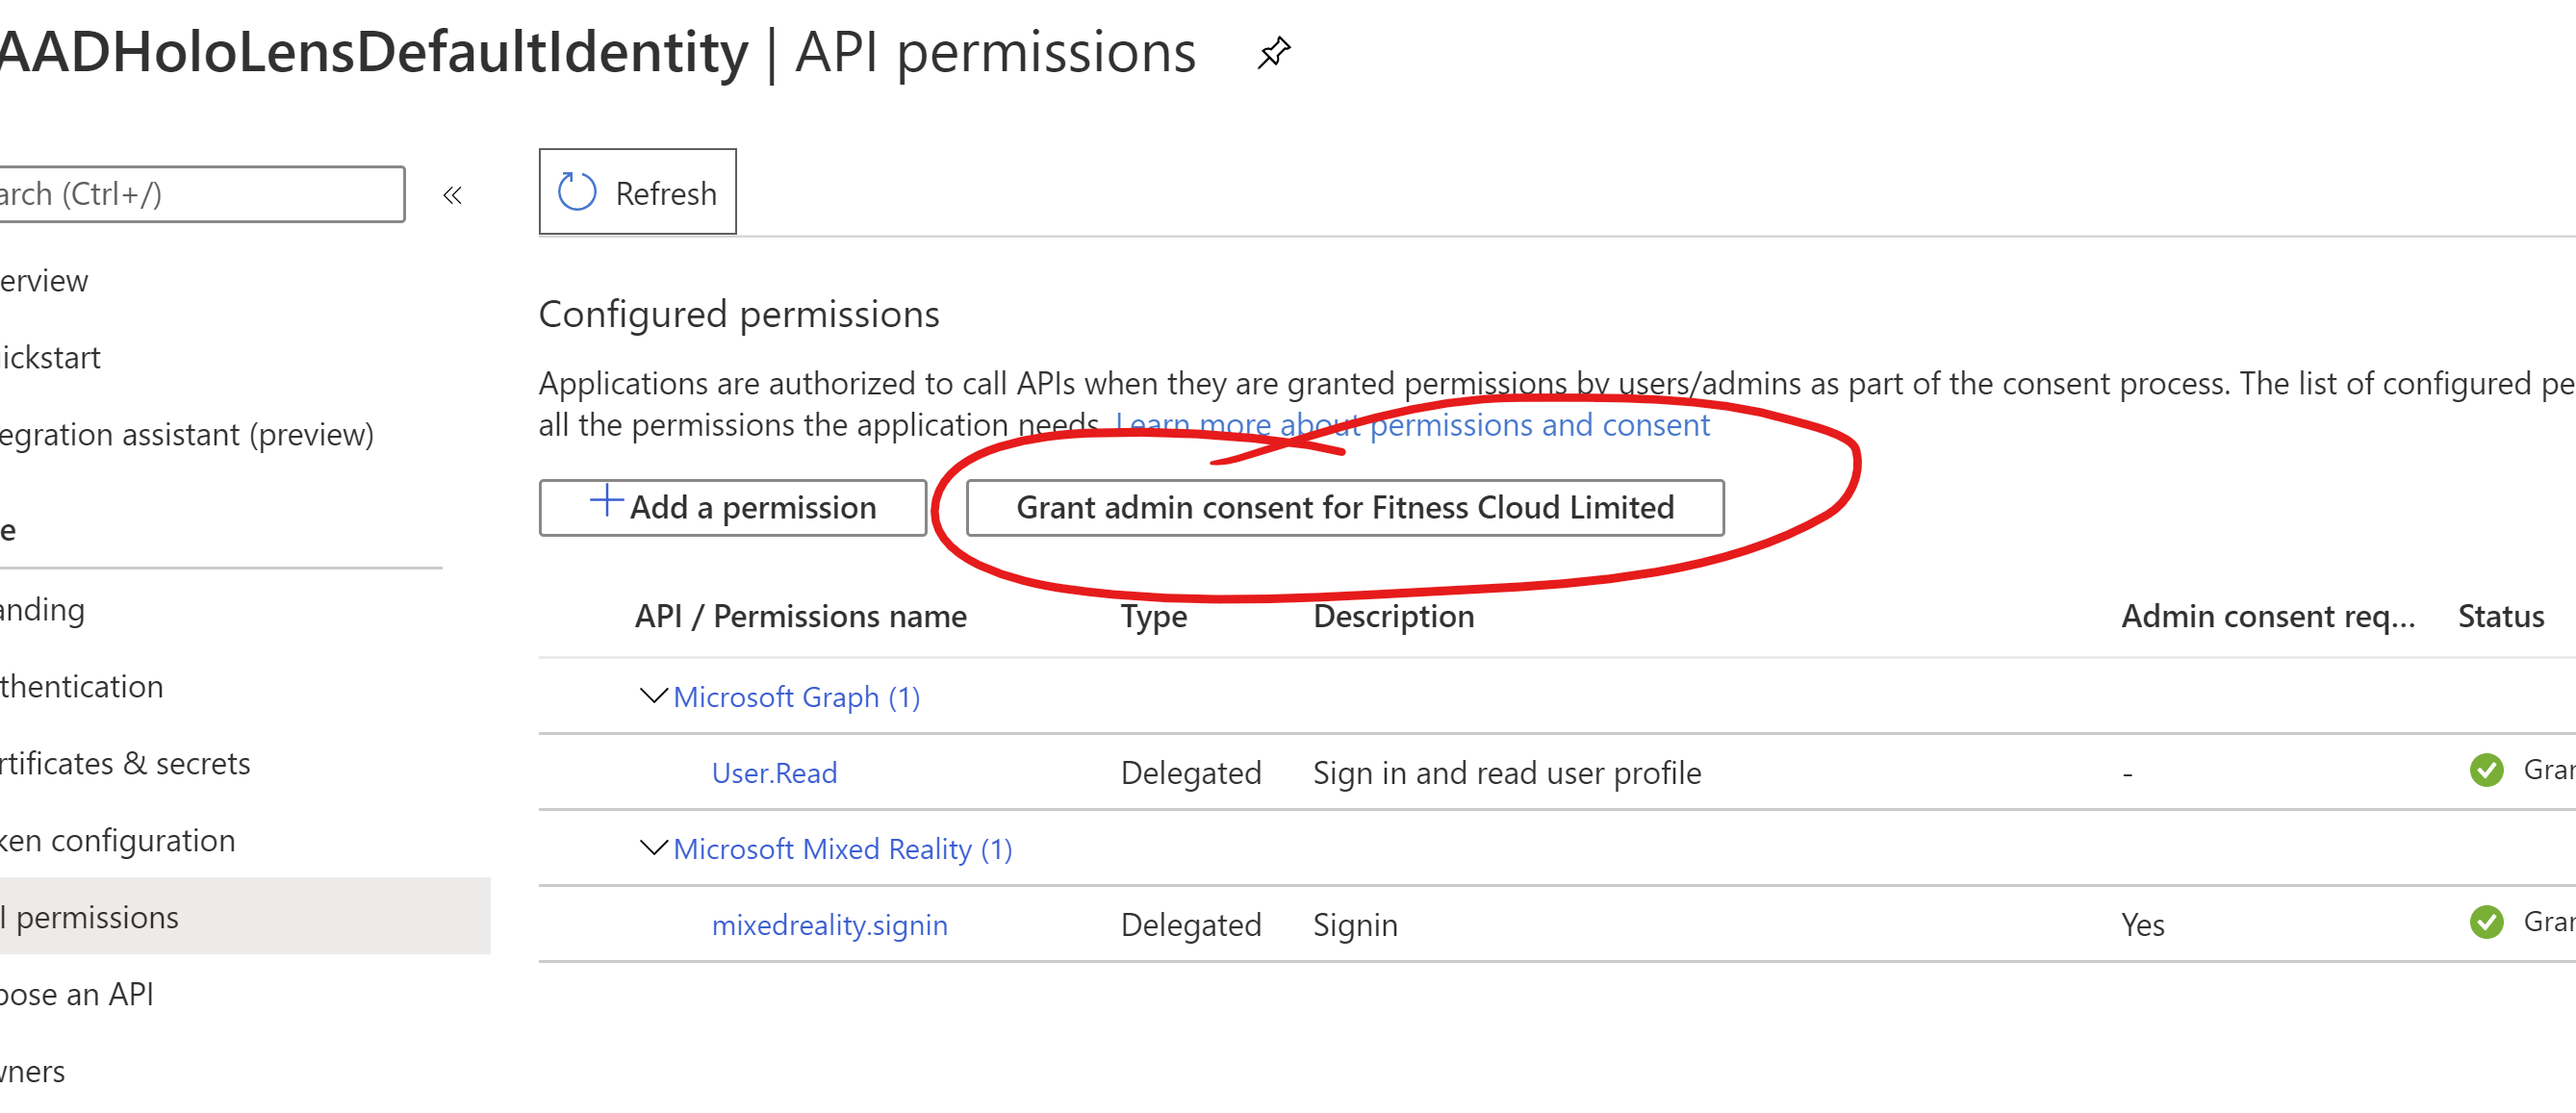 AADHoloLensDefaultIdentity | API permissions
arch (Ctrl+/)
«
Refresh
erview
Configured permissions
ickstart
Applications are authorized to call APIs when they are granted permissions by users/admins as part of the consent process. The list of configured pe
all the permissions the application needs. Learn more about permissions and consent
egration assistant (preview)
Add a permission
Grant admin consent for Fitness Cloud Limited
e
anding
API / Permissions name Type Description Admin consent req... Status
thentication
Microsoft Graph (1)
rtificates & secrets
User.Read Delegated Sign in and read user profile - Gran
ken configuration
Microsoft Mixed Reality (1)
I permissions
mixedreality.signin Delegated Signin Yes Gran
pose an API
wners